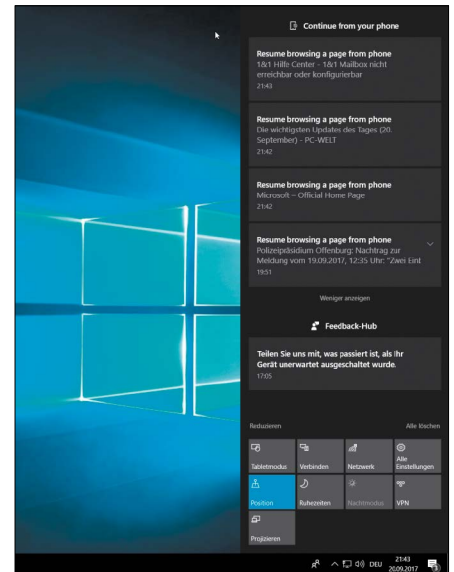 Continue from your phone
Resume browsing a page from phone
1&1 Hilfe Center - 1&1 Mailbox nicht
erreichbar oder konfigurierbar
21:43
Resume browsing a page from phone
Die wichtigsten Updates des Tages (20.
September) - PC-WELT
21:42
Resume browsing a page from phone
Microsoft – Official Home Page
21:42
Resume browsing a page from phone
Polizeipräsidium Offenburg: Nachtrag zur
Meldung vom 19.09.2017, 12:35 Uhr: "Zwei Eint
19:51
Weniger anzeigen
Feedback-Hub
Teilen Sie uns mit, was passiert ist, als Ihr
Gerät unerwartet ausgeschaltet wurde.
17:05
Reduzieren Alle löschen
Tabletmodus Verbinden Netzwerk Alle
Einstellungen
Position Ruhezeiten Nachtmodus VPN
Projizieren
DEU 21:43
20.09.2017 3